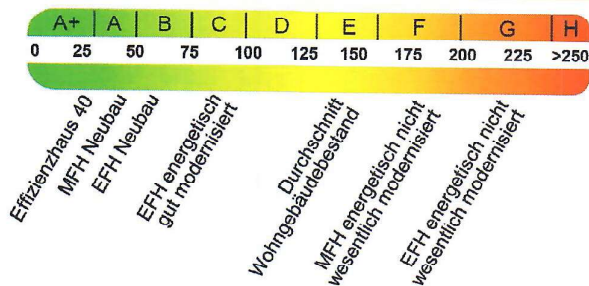 A+ A B C D E F G H
0 25 50 75 100 125 150 175 200 225 >250
Effizienzhaus 40
MFH Neubau
EFH Neubau
EFH energetisch
gut modernisiert
Durchschnitt
Wohngebäudebestand
MFH energetisch nicht
wesentlich modernisiert
EFH energetisch nicht
wesentlich modernisiert